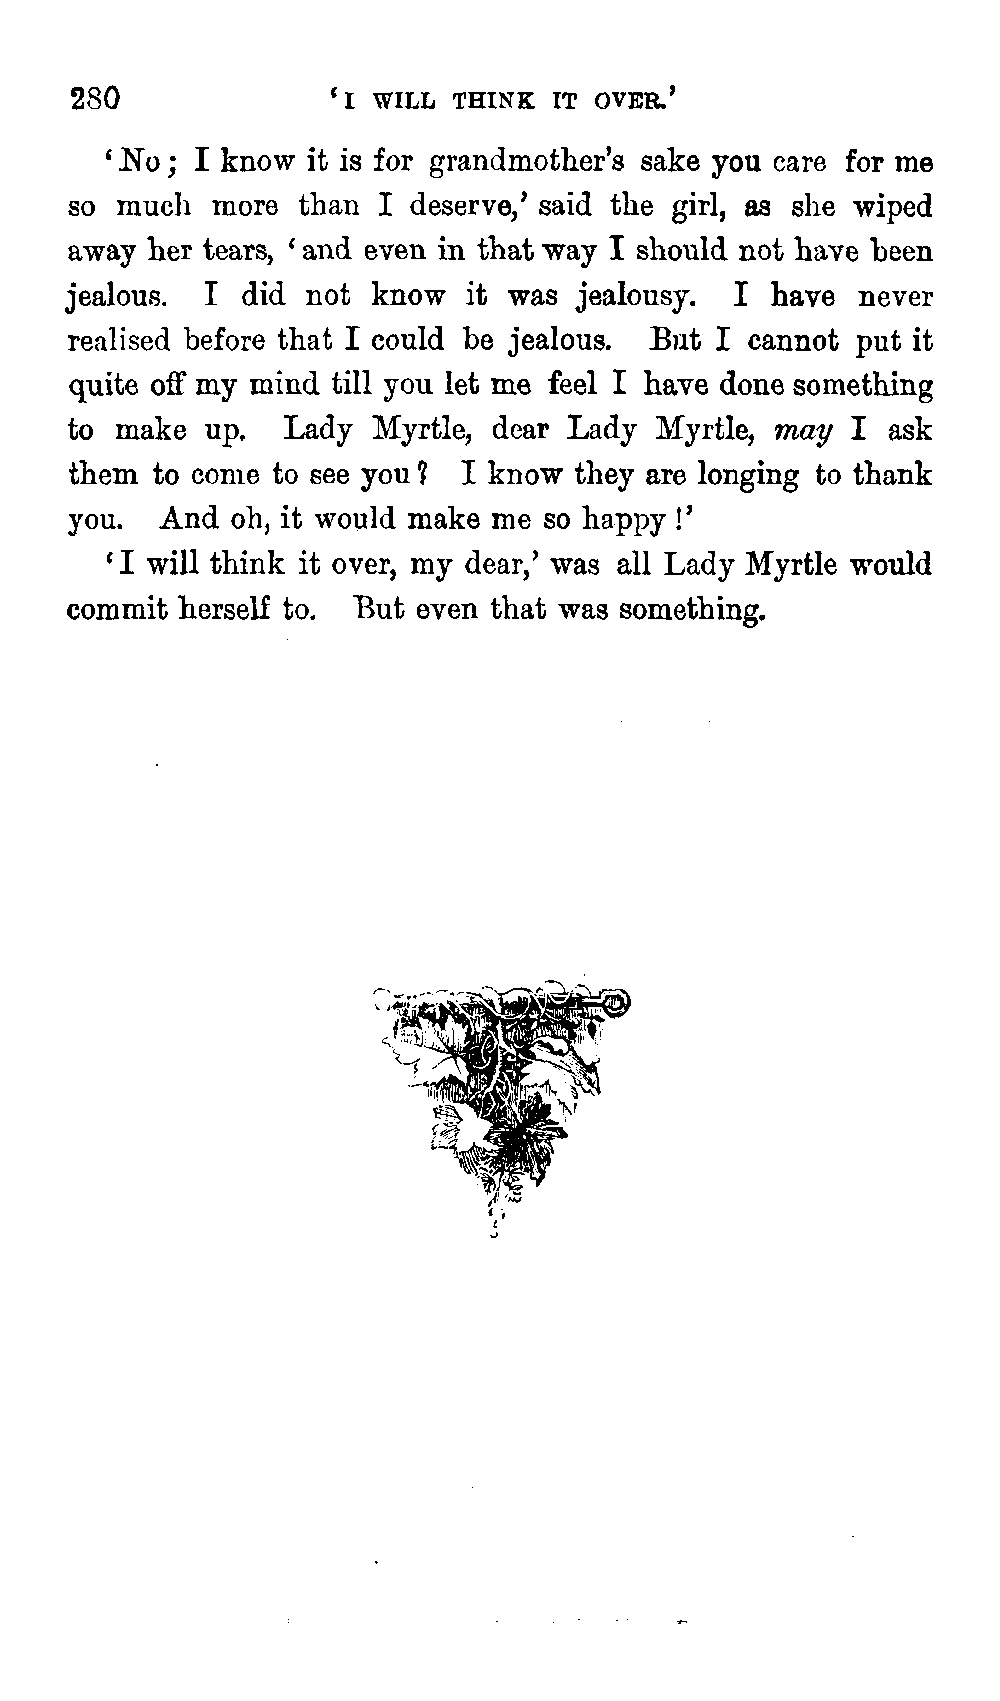 280 ‘I WILL THINK IT OVER.’
‘No; I know it is for grandmother’s sake you care for me
so much more than I deserve,’ said the girl, as she wiped
away her tears, ‘and even in that way I should not have been
jealous. I did not know it was jealousy. I have never
realised before that I could be jealous. But I cannot put it
quite off my mind till you let me feel I have done something
to make up. Lady Myrtle, dear Lady Myrtle, may I ask
them to come to see you? I know they are longing to thank
you. And oh, it would make me so happy!’
‘I will think it over, my dear,’ was all Lady Myrtle would
commit herself to. But even that was something.